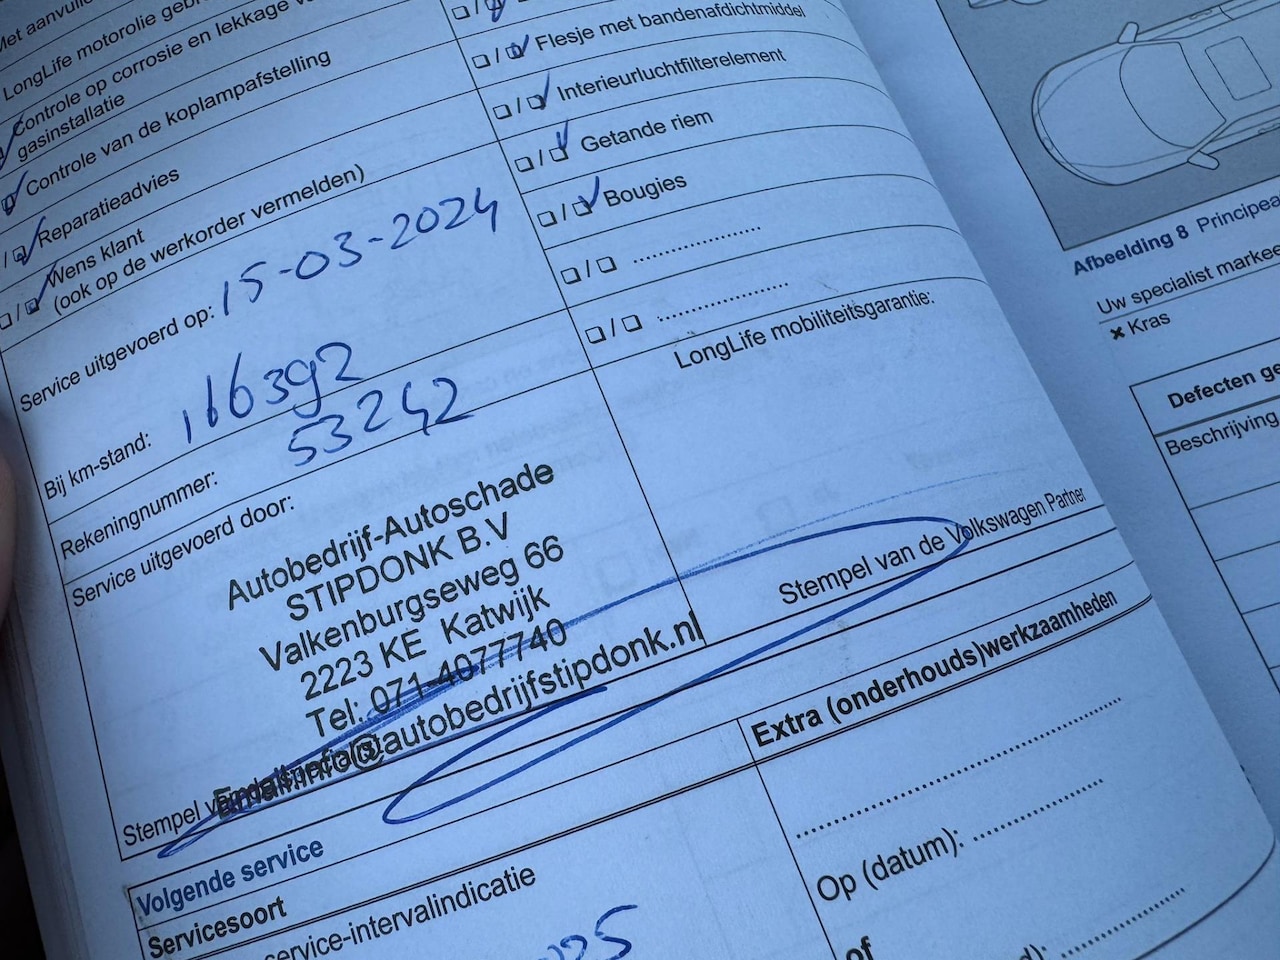 LongLife motorolie
Controle op corrosie en lekkage
gasinstallatie
Controle van de koplampafstelling
Reparatieadvies
Wens klant
(ook op de werkorder vermelden)
Service uitgevoerd op: 15-03-2024
Bij km-stand: 116392
Rekeningnummer: 53242
Service uitgevoerd door:
Autobedrijf-Autoschade
STIPDONK B.V
Valkenburgseweg 66
2223 KE Katwijk
Tel: 071-4077740
Email:info@autobedrijfstipdonk.nl
Stempel
Flesje met bandenafdichtmiddel
Interieurluchtfilterelement
Getande riem
Bougies
LongLife mobiliteitsgarantie:
Stempel van de Volkswagen Partner
Volgende service
Servicesoort
service-intervalindicatie
Extra (onderhouds)werkzaamheden
Op (datum):
of
Afbeelding 8
Uw specialist
✖ Kras
Defecten
Beschrijving